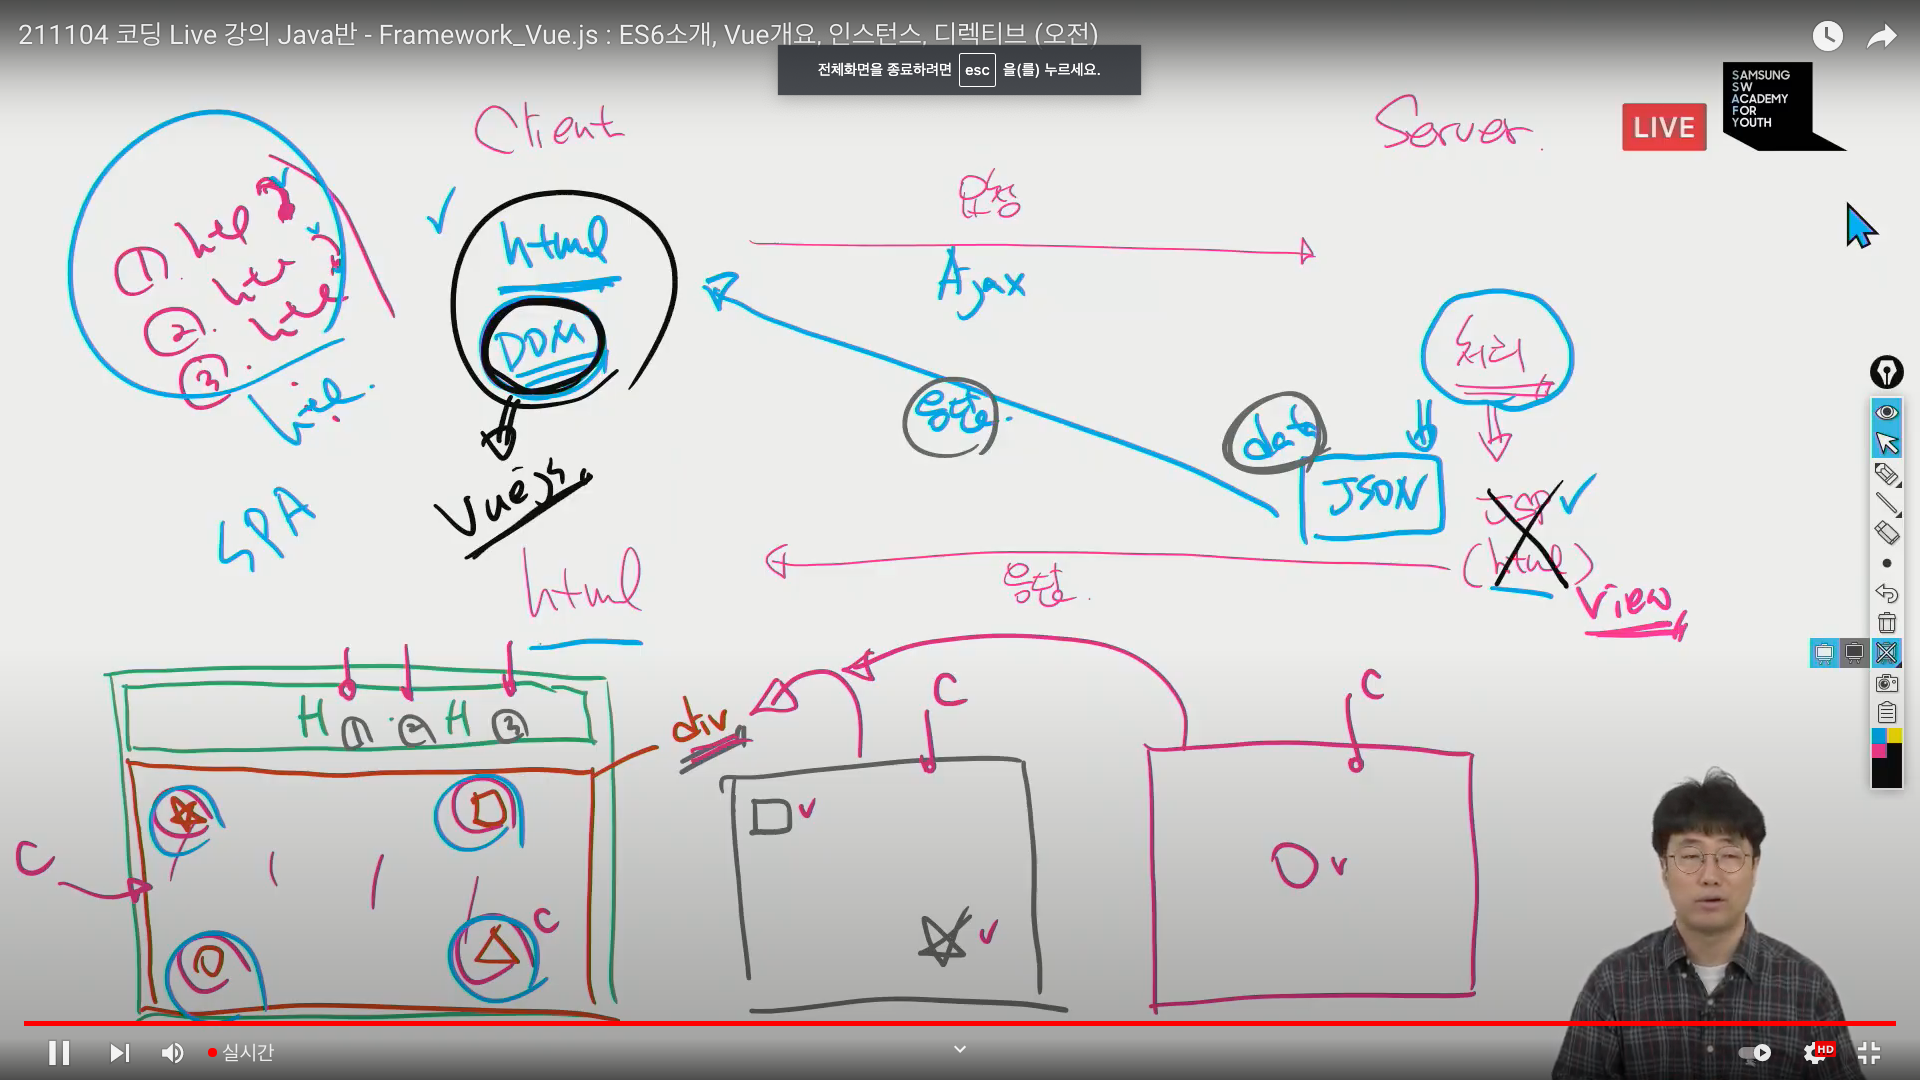 211104 코딩 Live 강의 Java반 - Framework_Vue.js : ES6소개, Vue개요, 인스턴스, 디렉티브 (오전)
전체화면을 종료하려면 esc 을(를) 누르세요.
LIVE
SAMSUNG
SW
ACADEMY
FOR
YOUTH
Client
Server.
요청
Ajax
html
DOM
①.
②.
③.
처리
응답.
data
JSON
JSP
(html)
View
Vue.js
SPA
html
응답.
H ① ② H ③
div
C
C
C
C
v
v
v
실시간
HD